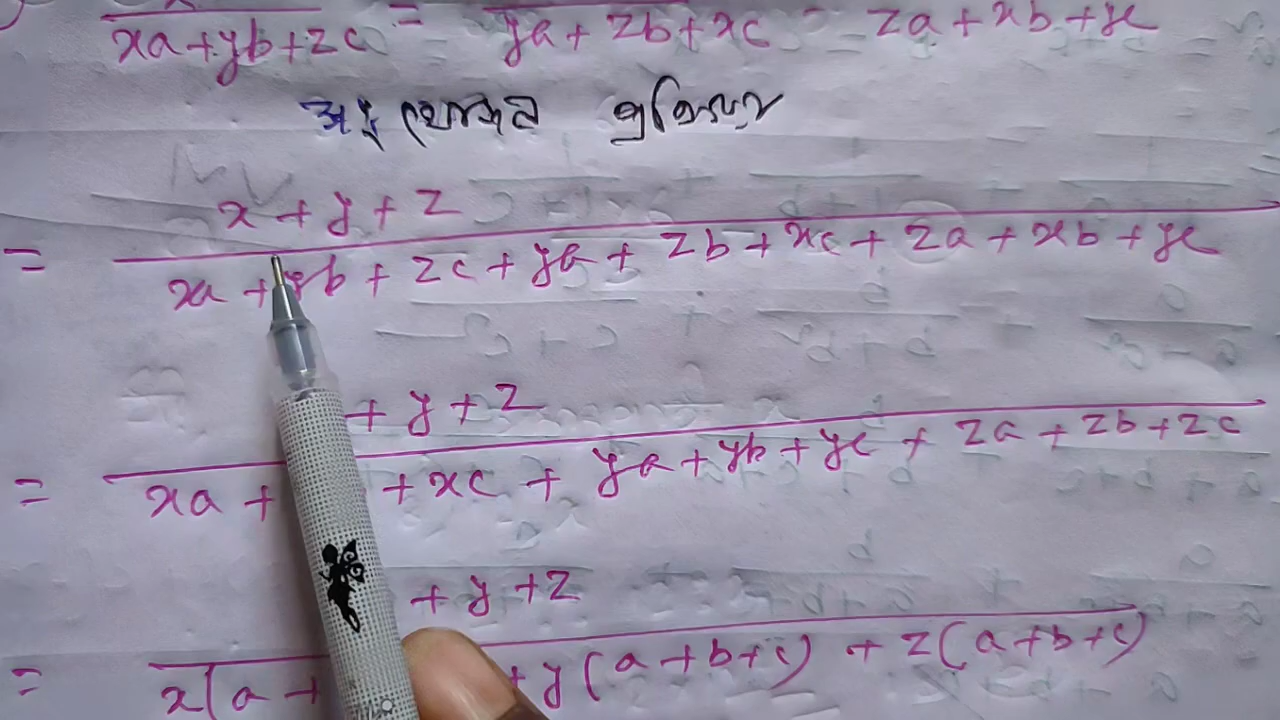 xa + yb + zc = ya + zb + xc = za + xb + yc
প্রক্রিয়ায়
= x + y + z
xa + yb + zc + ya + zb + xc + za + xb + yc
+ y + z
= xa + + xc + ya + yb + yc + za + zb + zc
+ y + z
= x(a + + y(a + b + c) + z(a + b + c)